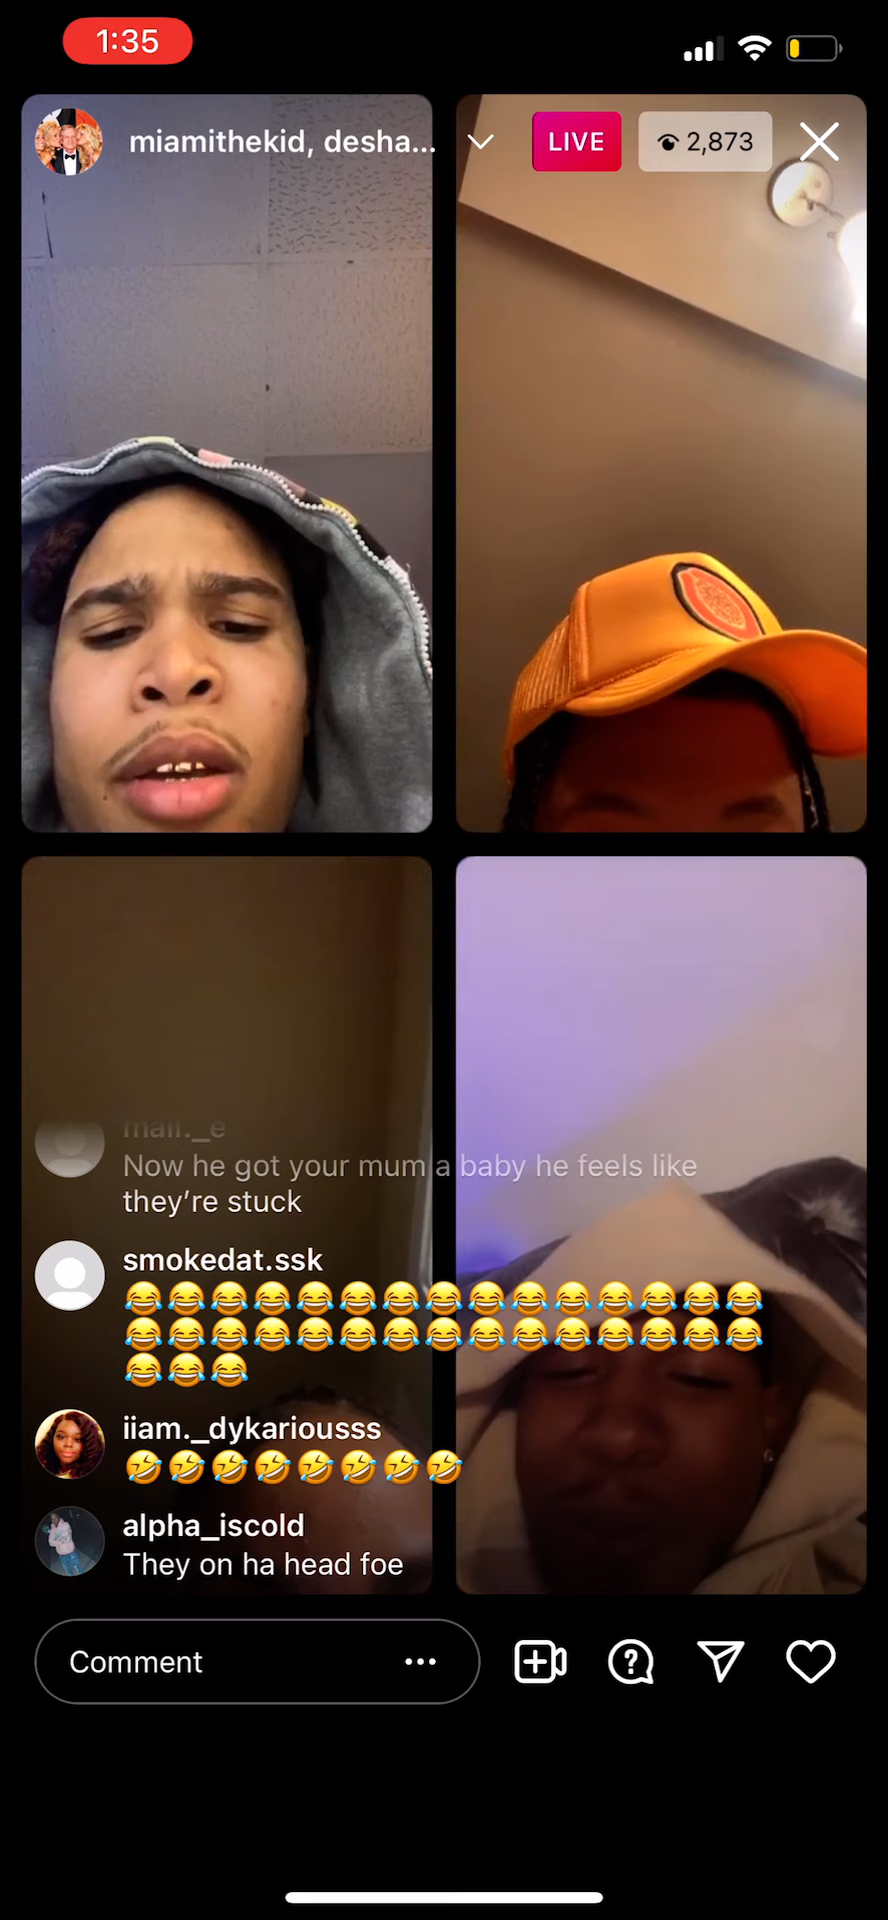 1:35
miamithekid, desha...
LIVE
2,873
Now he got your mum a baby he feels like
they’re stuck
smokedat.ssk
😂😂😂😂😂😂😂😂😂😂😂😂😂😂😂
😂😂😂😂😂😂😂😂😂😂😂😂😂😂😂
😂😂😂
iiam._dykariousss
🤣🤣🤣🤣🤣🤣🤣🤣
alpha_iscold
They on ha head foe
Comment